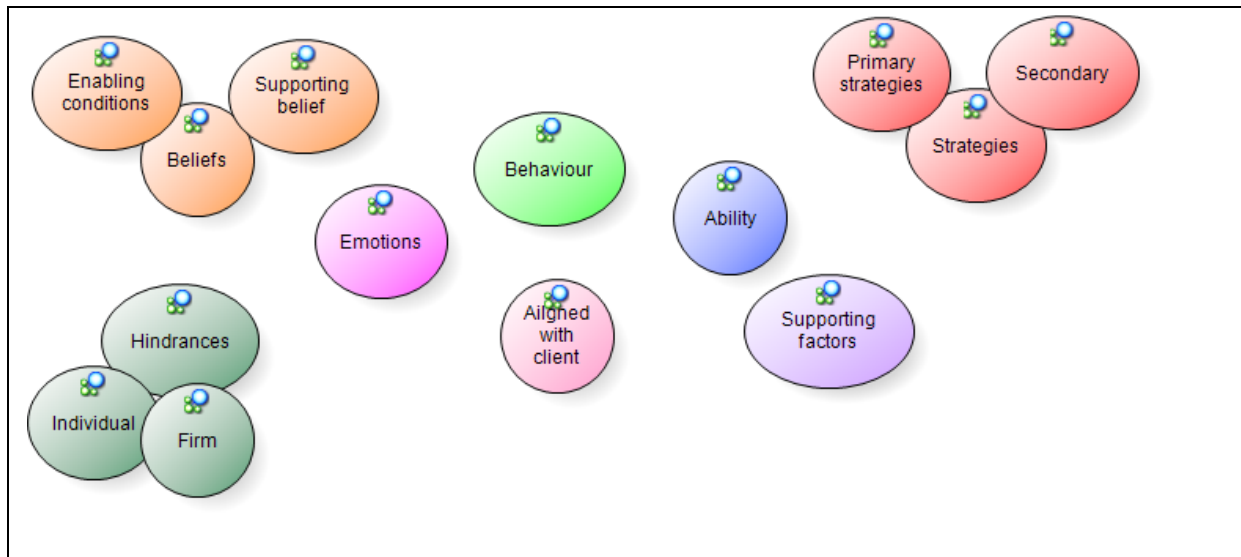 Enabling
conditions
Supporting
belief
Beliefs
Primary
strategies
Secondary
Strategies
Behaviour
Emotions
Ability
Ailgned
with
client
Supporting
factors
Hindrances
Individual
Firm